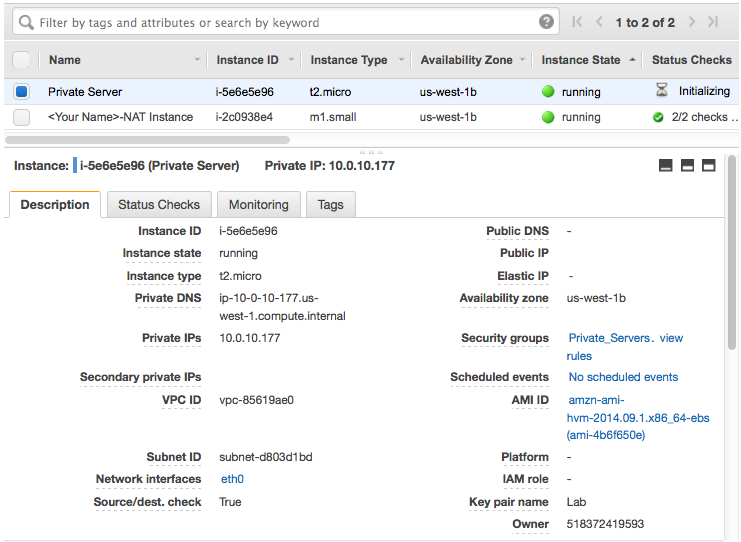 Filter by tags and attributes or search by keyword
1 to 2 of 2
Name Instance ID Instance Type Availability Zone Instance State Status Checks
Private Server i-5e6e5e96 t2.micro us-west-1b running Initializing
<Your Name>-NAT Instance i-2c0938e4 m1.small us-west-1b running 2/2 checks ...
Instance: i-5e6e5e96 (Private Server) Private IP: 10.0.10.177
Description Status Checks Monitoring Tags
Instance ID i-5e6e5e96 Public DNS -
Instance state running Public IP
Instance type t2.micro Elastic IP -
Private DNS ip-10-0-10-177.us- Availability zone us-west-1b
west-1.compute.internal
Private IPs 10.0.10.177 Security groups Private_Servers. view
rules
Secondary private IPs Scheduled events No scheduled events
VPC ID vpc-85619ae0 AMI ID amzn-ami-
hvm-2014.09.1.x86_64-ebs
(ami-4b6f650e)
Subnet ID subnet-d803d1bd Platform -
Network interfaces eth0 IAM role -
Source/dest. check True Key pair name Lab
Owner 518372419593